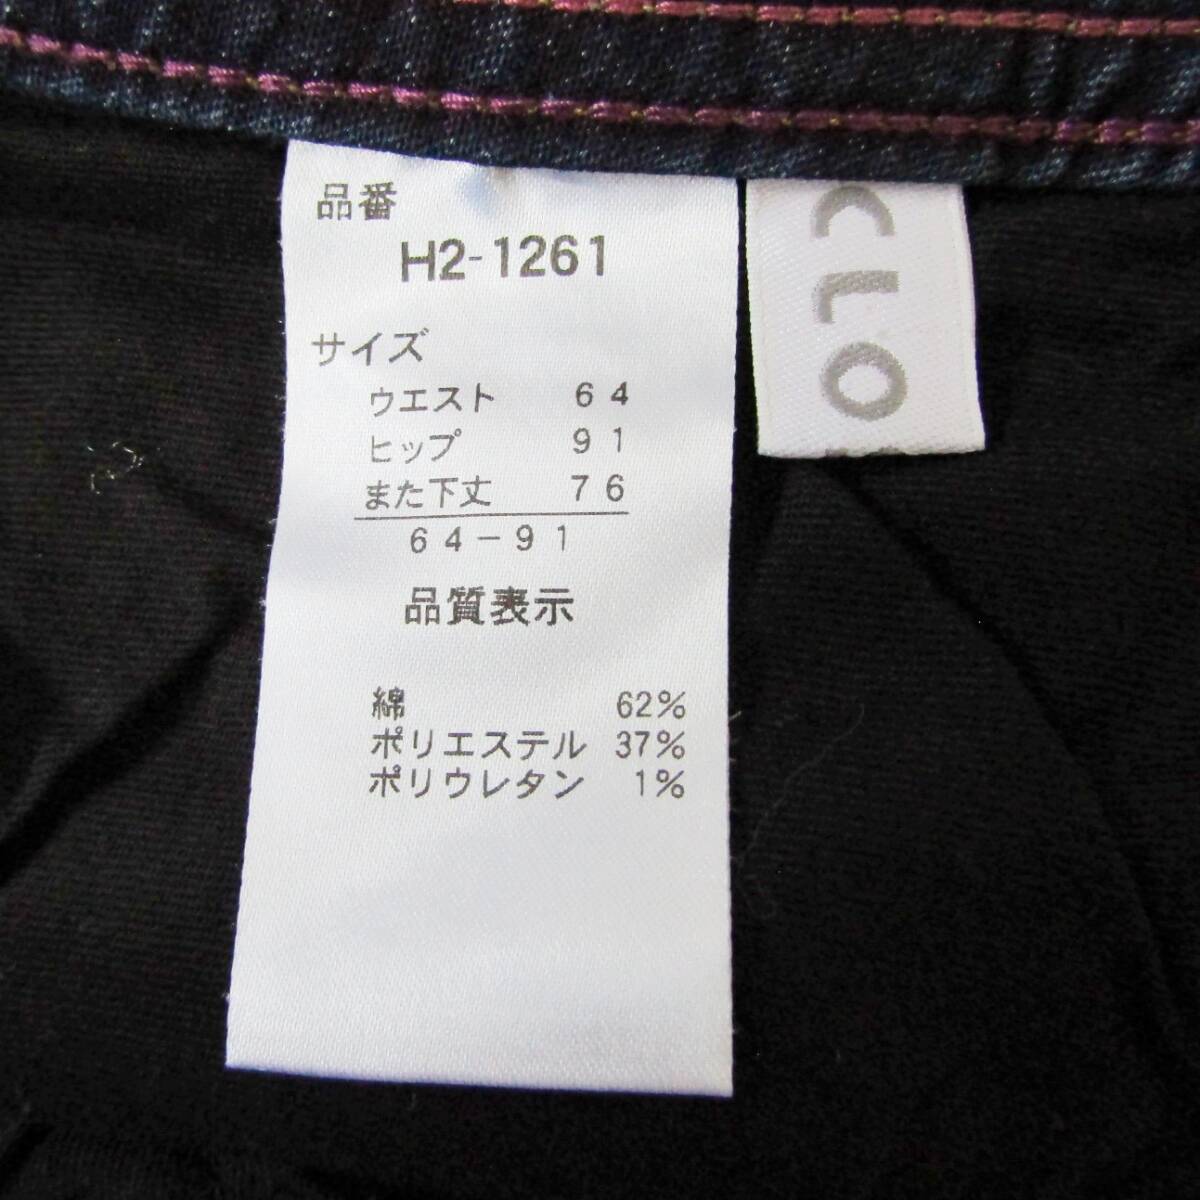 品番
H2-1261
サイズ
ウエスト 64
ヒップ 91
また下丈 76
64-91
品質表示
綿 62%
ポリエステル 37%
ポリウレタン 1%
CLO